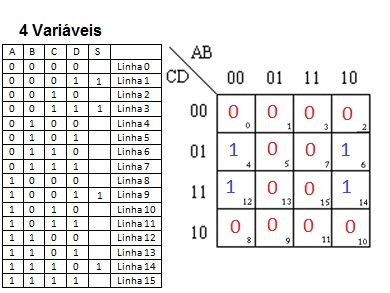 4 Variáveis
A B C D S
0 0 0 0 Linha 0
0 0 0 1 1 Linha 1
0 0 1 0 Linha 2
0 0 1 1 1 Linha 3
0 1 0 0 Linha 4
0 1 0 1 Linha 5
0 1 1 0 Linha 6
0 1 1 1 Linha 7
1 0 0 0 Linha 8
1 0 0 1 1 Linha 9
1 0 1 0 Linha 10
1 0 1 1 Linha 11
1 1 0 0 Linha 12
1 1 0 1 Linha 13
1 1 1 0 1 Linha 14
1 1 1 1 Linha 15
AB
CD 00 01 11 10
00 0 0 0 0
0 1 3 2
01 1 0 0 1
4 5 7 6
11 1 0 0 1
12 13 15 14
10 0 0 0 0
8 9 11 10